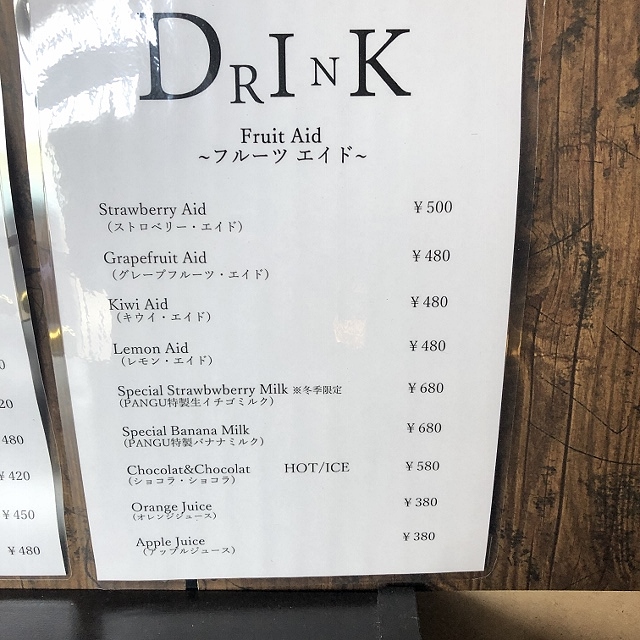 DRINK
Fruit Aid
~フルーツ エイド~
Strawberry Aid ¥500
(ストロベリー・エイド)
Grapefruit Aid ¥480
(グレープフルーツ・エイド)
Kiwi Aid ¥480
(キウイ・エイド)
Lemon Aid ¥480
(レモン・エイド)
Special Strawbwberry Milk ※冬季限定 ¥680
(PANGU特製生イチゴミルク)
Special Banana Milk ¥680
(PANGU特製バナナミルク)
Chocolat&Chocolat HOT/ICE ¥580
(ショコラ・ショコラ)
Orange Juice ¥380
(オレンジジュース)
Apple Juice ¥380
(アップルジュース)
480
¥420
¥450
¥480